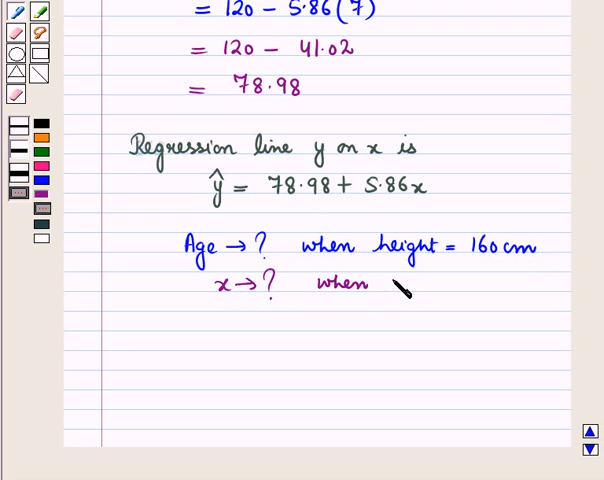 = 120 - 5.86(7)
= 120 - 41.02
= 78.98
Regression line y on x is
ŷ = 78.98 + 5.86x
Age → ? when height = 160 cm
x → ? when